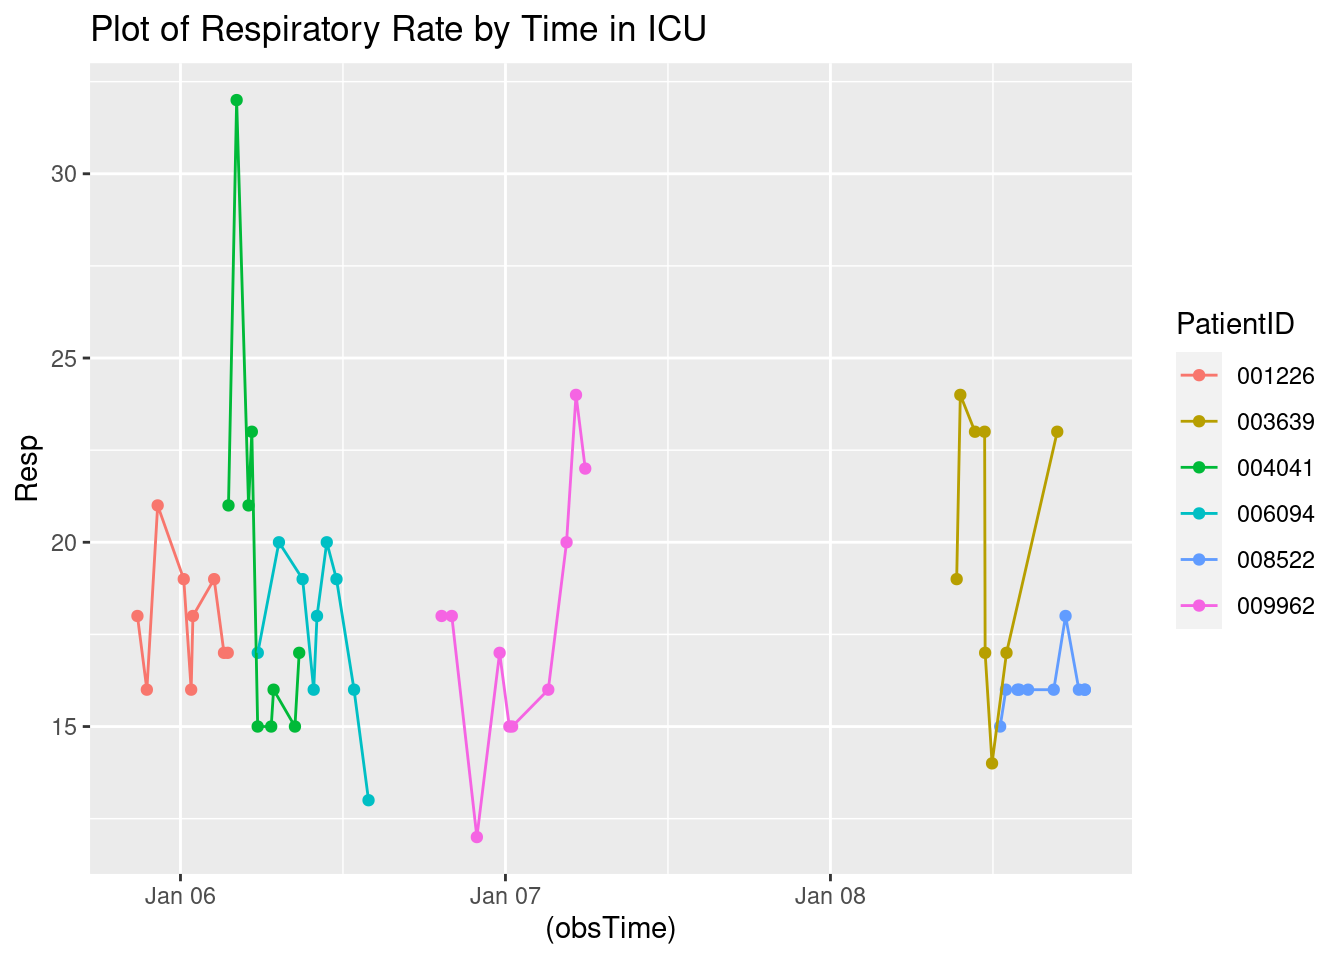 Plot of Respiratory Rate by Time in ICU
30
25
20
15
Resp
Jan 06
Jan 07
Jan 08
(obsTime)
PatientID
001226
003639
004041
006094
008522
009962